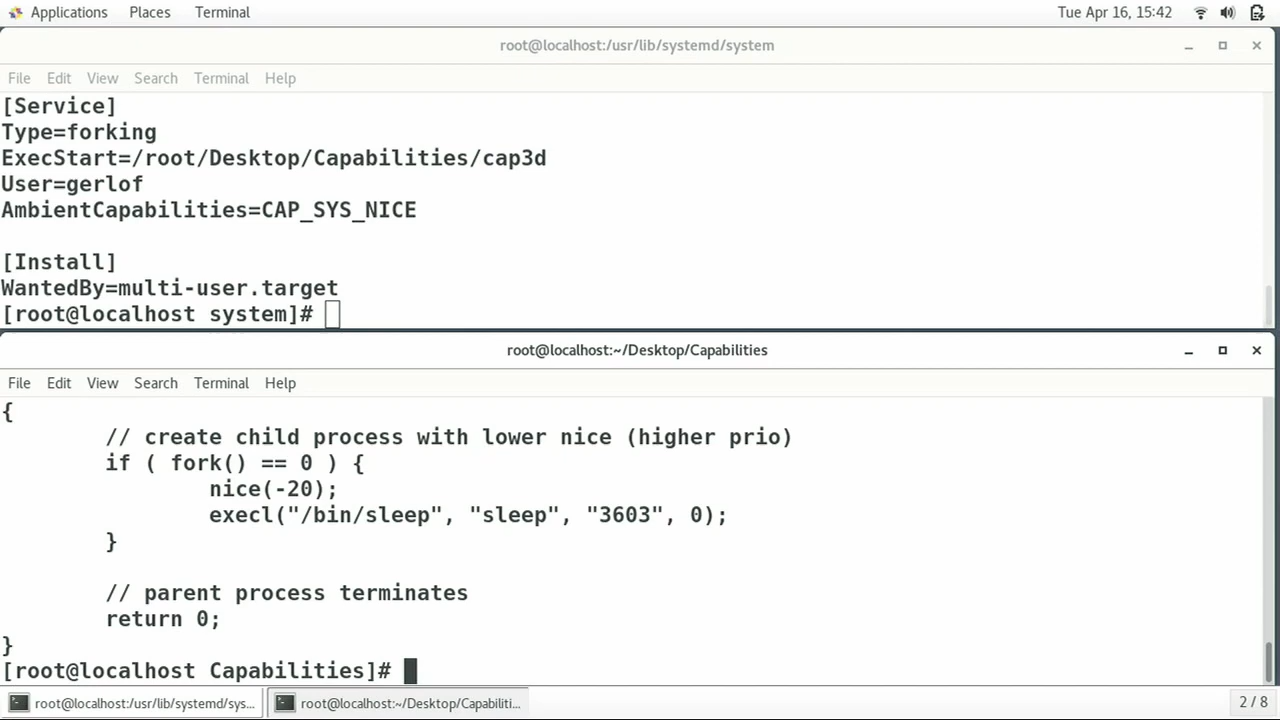 Applications Places Terminal Tue Apr 16, 15:42
root@localhost:/usr/lib/systemd/system
File Edit View Search Terminal Help
[Service]
Type=forking
ExecStart=/root/Desktop/Capabilities/cap3d
User=gerlof
AmbientCapabilities=CAP_SYS_NICE
[Install]
WantedBy=multi-user.target
[root@localhost system]#
root@localhost:~/Desktop/Capabilities
File Edit View Search Terminal Help
{
// create child process with lower nice (higher prio)
if ( fork() == 0 ) {
nice(-20);
execl("/bin/sleep", "sleep", "3603", 0);
}
// parent process terminates
return 0;
}
[root@localhost Capabilities]#
root@localhost:/usr/lib/systemd/sys... root@localhost:~/Desktop/Capabiliti... 2 / 8